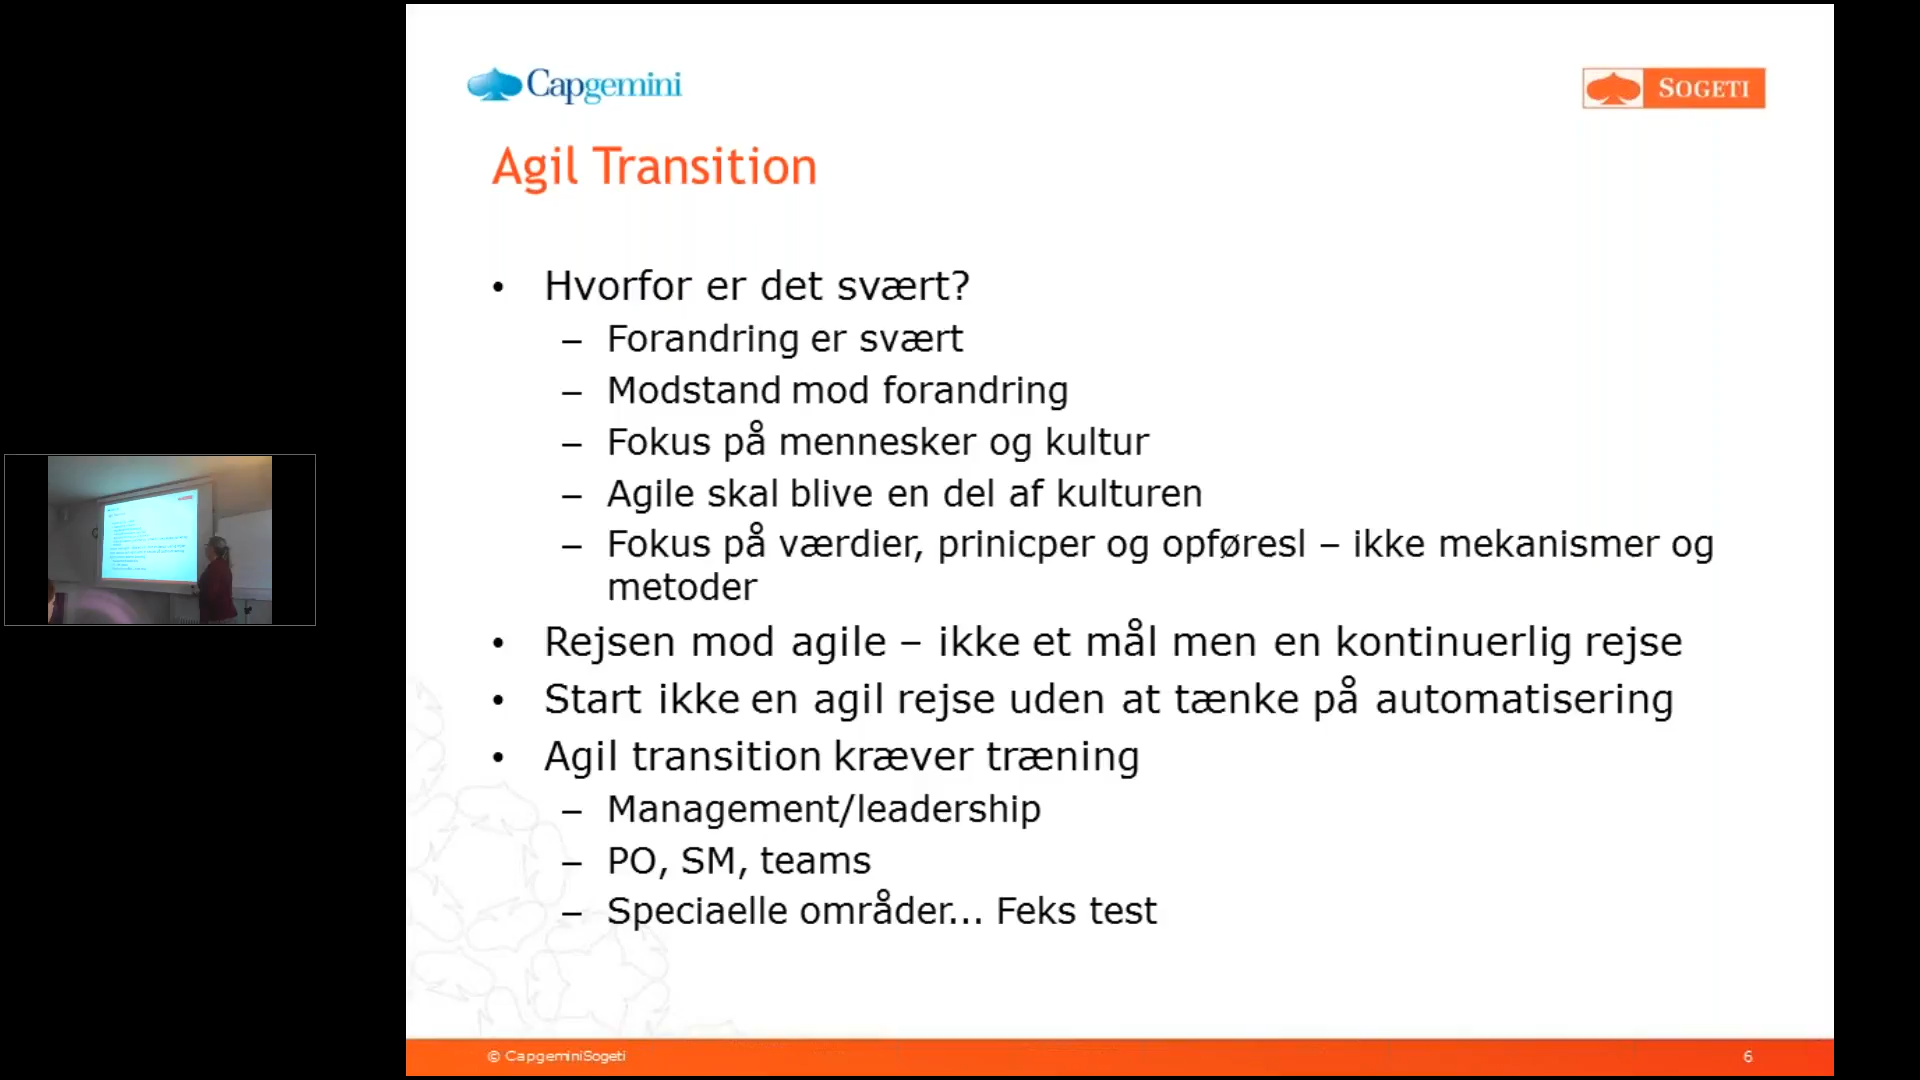 Capgemini
SOGETI
Agil Transition
• Hvorfor er det svært?
– Forandring er svært
– Modstand mod forandring
– Fokus på mennesker og kultur
– Agile skal blive en del af kulturen
– Fokus på værdier, prinicper og opføresl – ikke mekanismer og
metoder
• Rejsen mod agile – ikke et mål men en kontinuerlig rejse
• Start ikke en agil rejse uden at tænke på automatisering
• Agil transition kræver træning
– Management/leadership
– PO, SM, teams
– Speciaelle områder... Feks test
© CapgeminiSogeti
6